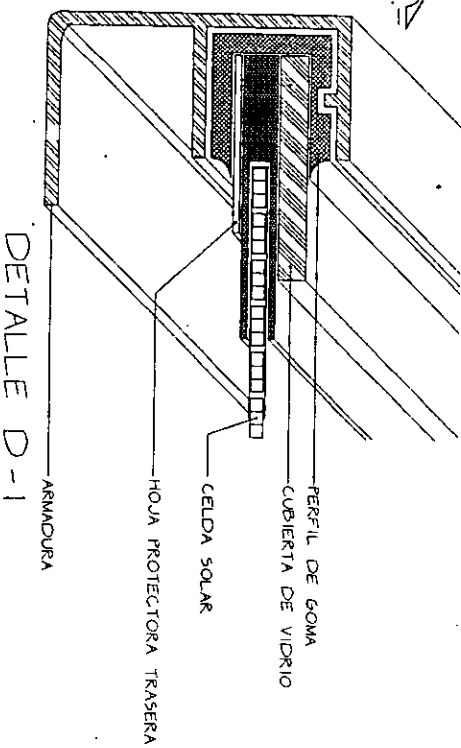 PERFIL DE GOMA
CUBIERTA DE VIDRIO
CELDA SOLAR
HOJA PROTECTORA TRASERA
ARMADURA
DETALLE D-1